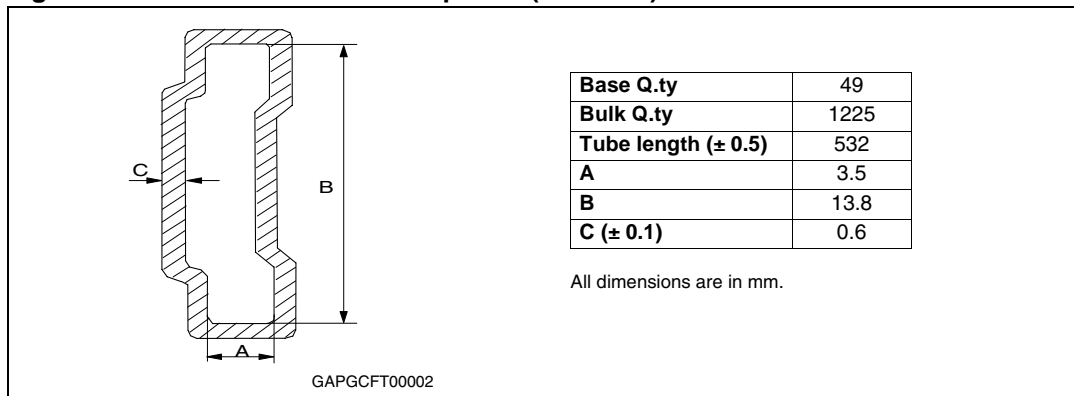 C
B
A
GAPGCFT00002
Base Q.ty 49
Bulk Q.ty 1225
Tube length (± 0.5) 532
A 3.5
B 13.8
C (± 0.1) 0.6
All dimensions are in mm.